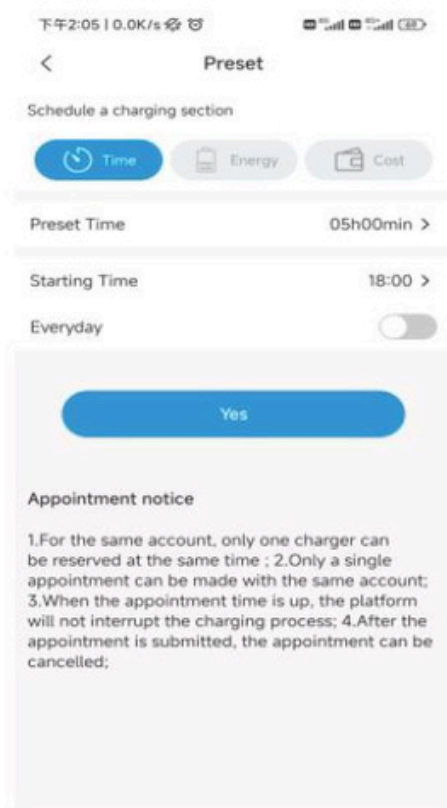 下午2:05 | 0.0K/s
Preset
Schedule a charging section
Time Energy Cost
Preset Time 05h00min >
Starting Time 18:00 >
Everyday
Yes
Appointment notice
1.For the same account, only one charger can
be reserved at the same time ; 2.Only a single
appointment can be made with the same account;
3.When the appointment time is up, the platform
will not interrupt the charging process; 4.After the
appointment is submitted, the appointment can be
cancelled;